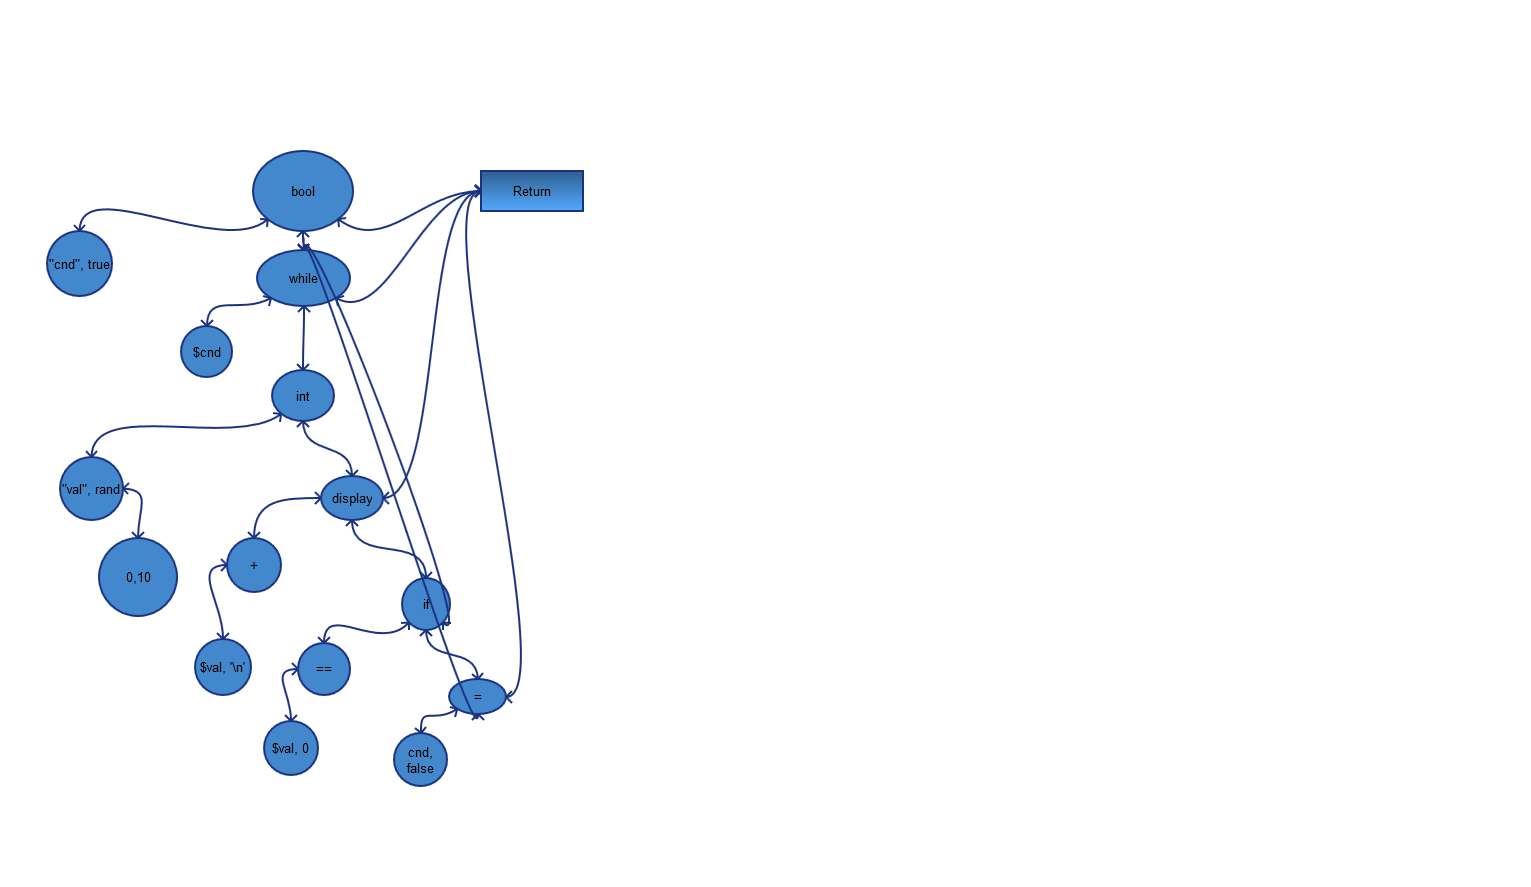 bool
Return
"cnd", true
while
$cnd
int
"val", rand
display
0,10
+
if
$val, '\n'
==
=
$val, 0
cnd,
false